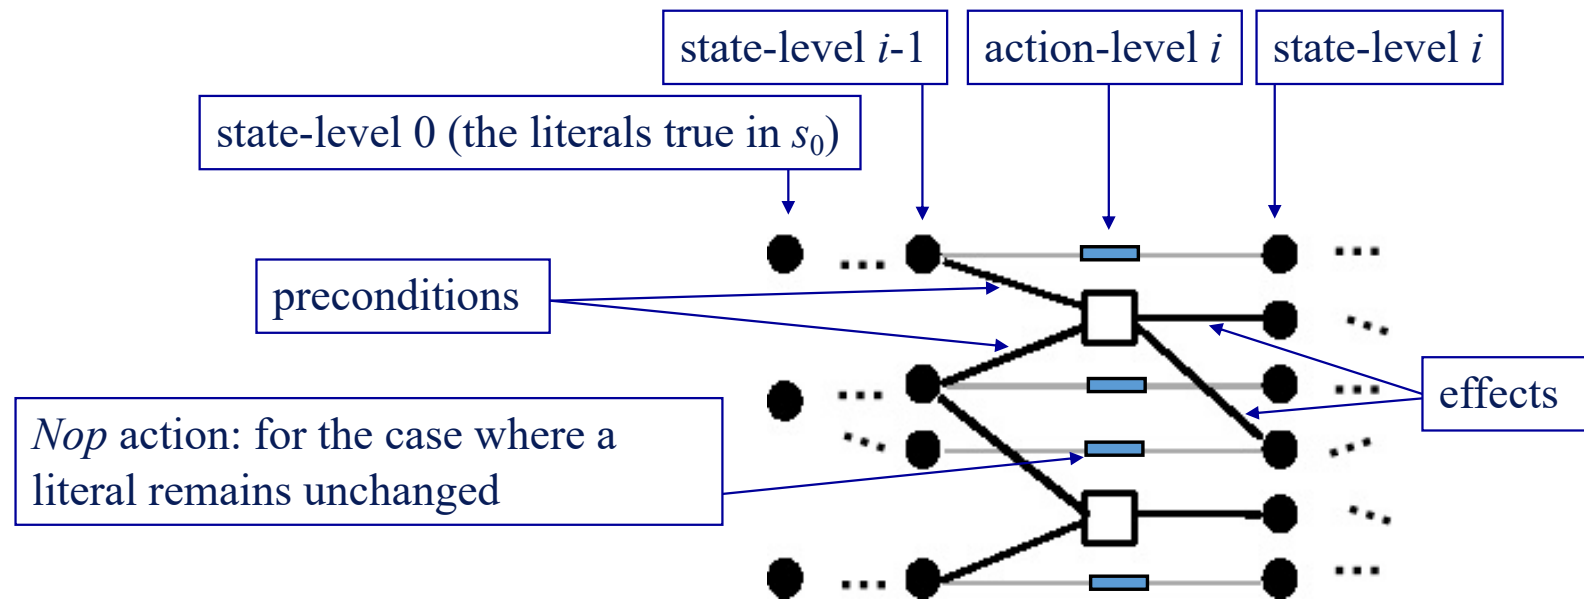 state-level i-1
action-level i
state-level i
state-level 0 (the literals true in s₀)
preconditions
effects
Nop action: for the case where a
literal remains unchanged